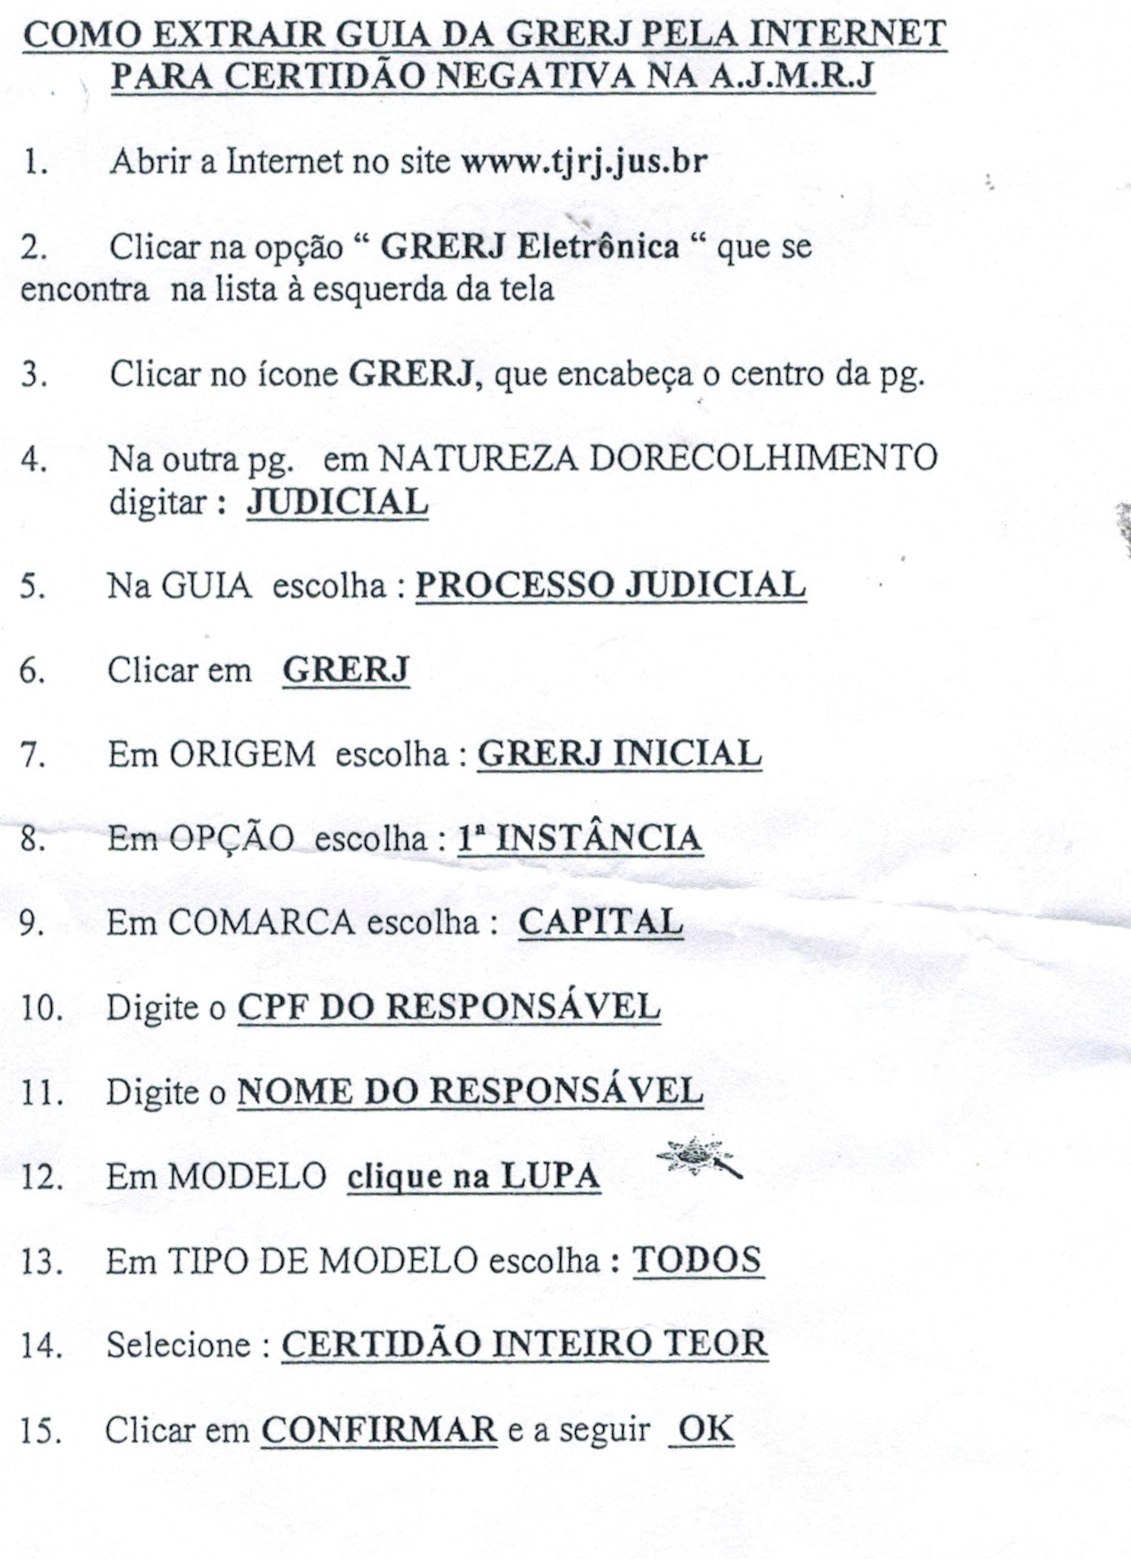 COMO EXTRAIR GUIA DA GRERJ PELA INTERNET
PARA CERTIDÃO NEGATIVA NA A.J.M.R.J
1. Abrir a Internet no site www.tjrj.jus.br
2. Clicar na opção “ GRERJ Eletrônica “ que se
encontra na lista à esquerda da tela
3. Clicar no ícone GRERJ, que encabeça o centro da pg.
4. Na outra pg. em NATUREZA DORECOLHIMENTO
digitar : JUDICIAL
5. Na GUIA escolha : PROCESSO JUDICIAL
6. Clicar em GRERJ
7. Em ORIGEM escolha : GRERJ INICIAL
8. Em OPÇÃO escolha : 1ª INSTÂNCIA
9. Em COMARCA escolha : CAPITAL
10. Digite o CPF DO RESPONSÁVEL
11. Digite o NOME DO RESPONSÁVEL
12. Em MODELO clique na LUPA
13. Em TIPO DE MODELO escolha : TODOS
14. Selecione : CERTIDÃO INTEIRO TEOR
15. Clicar em CONFIRMAR e a seguir OK